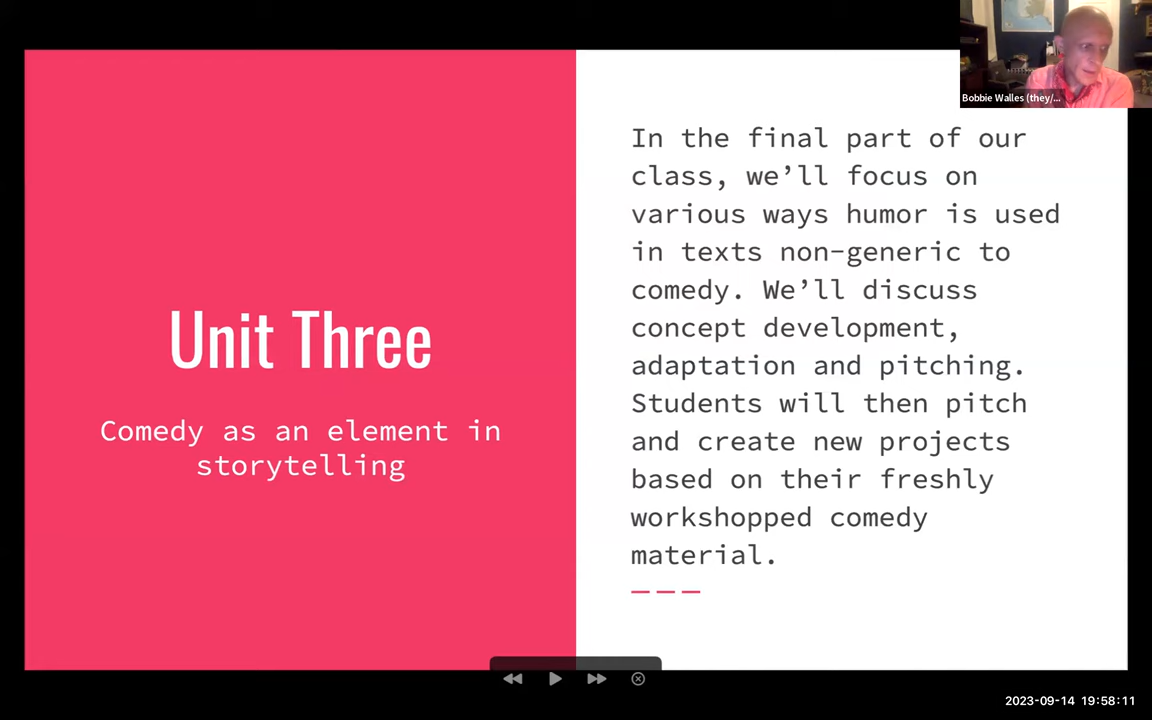 Bobbie Walles (they/...
Unit Three
Comedy as an element in
storytelling
In the final part of our
class, we’ll focus on
various ways humor is used
in texts non-generic to
comedy. We’ll discuss
concept development,
adaptation and pitching.
Students will then pitch
and create new projects
based on their freshly
workshopped comedy
material.
2023-09-14 19:58:11